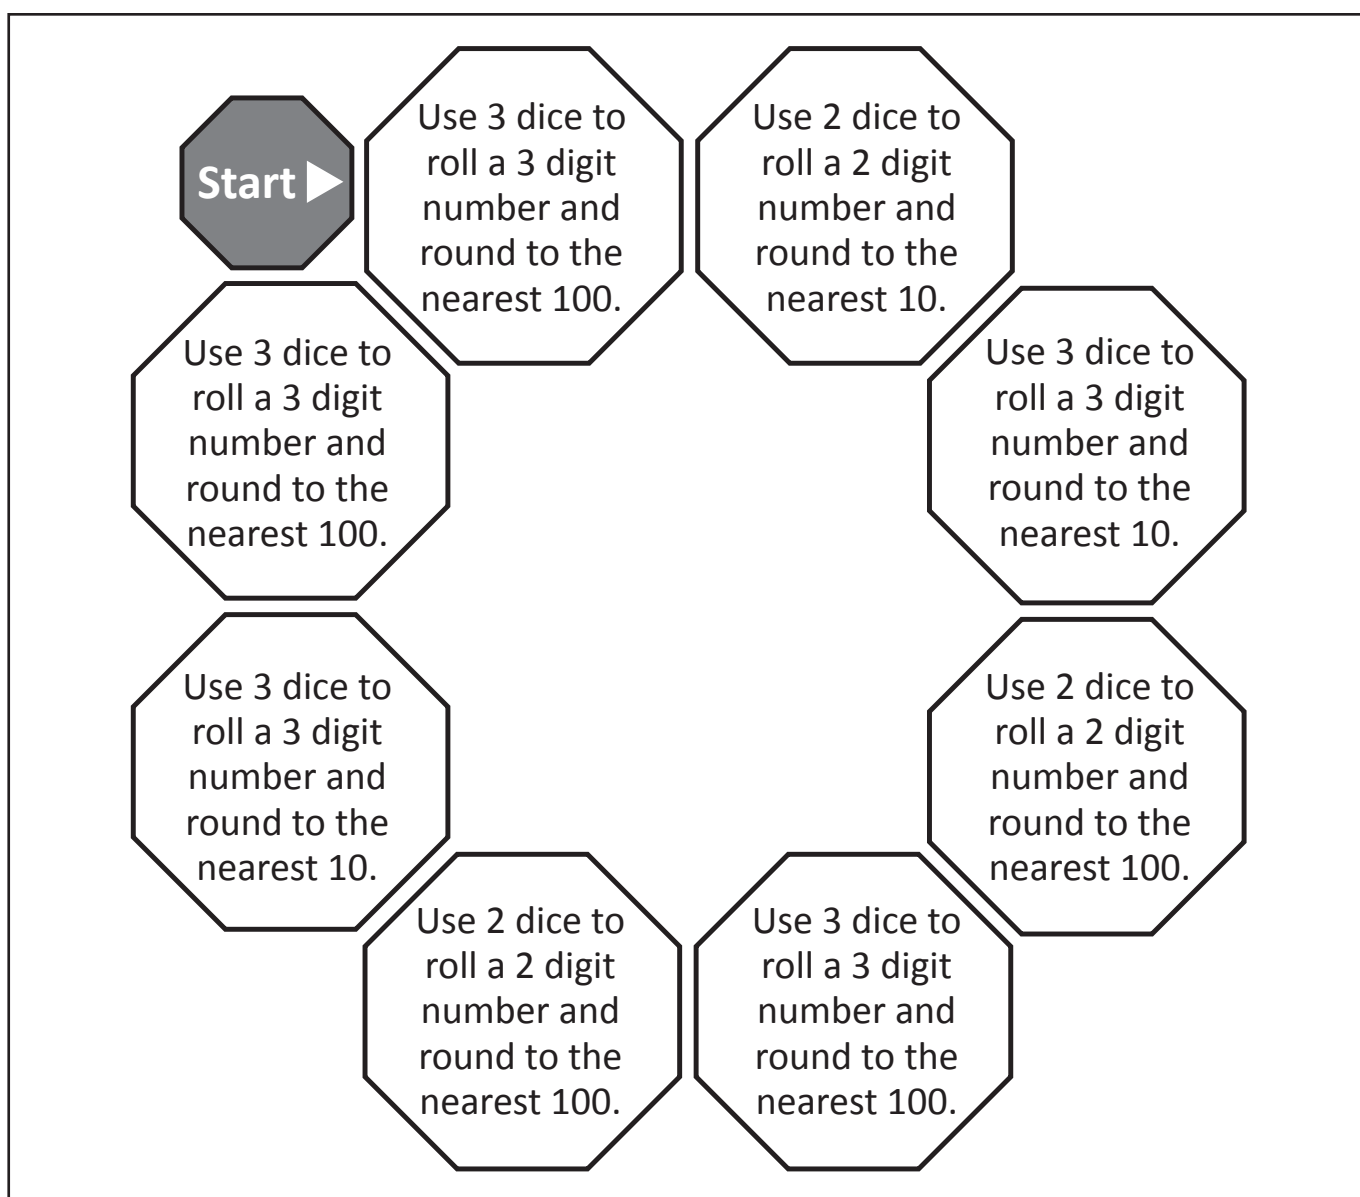 Start
Use 3 dice to
roll a 3 digit
number and
round to the
nearest 100.
Use 2 dice to
roll a 2 digit
number and
round to the
nearest 10.
Use 3 dice to
roll a 3 digit
number and
round to the
nearest 10.
Use 2 dice to
roll a 2 digit
number and
round to the
nearest 100.
Use 3 dice to
roll a 3 digit
number and
round to the
nearest 100.
Use 2 dice to
roll a 2 digit
number and
round to the
nearest 100.
Use 3 dice to
roll a 3 digit
number and
round to the
nearest 10.
Use 3 dice to
roll a 3 digit
number and
round to the
nearest 100.